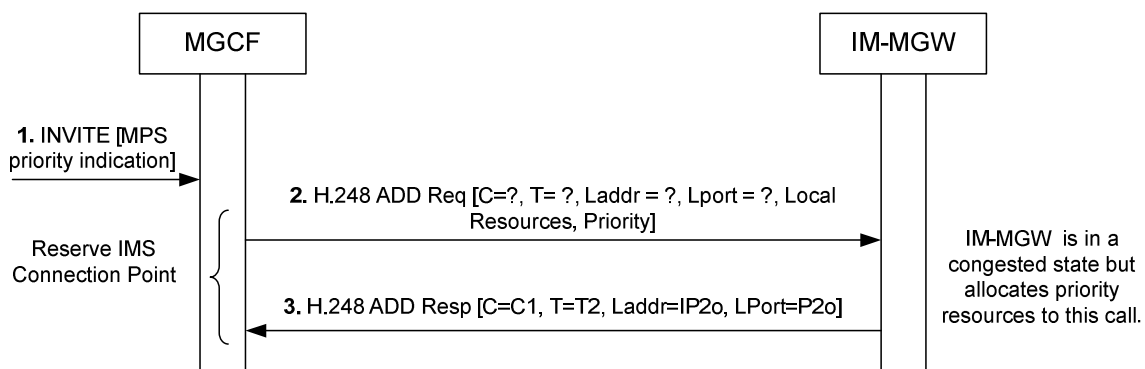 MGCF
IM-MGW
1. INVITE [MPS
priority indication]
2. H.248 ADD Req [C=?, T= ?, Laddr = ?, Lport = ?, Local
Resources, Priority]
Reserve IMS
Connection Point
IM-MGW is in a
congested state but
allocates priority
resources to this call.
3. H.248 ADD Resp [C=C1, T=T2, Laddr=IP2o, LPort=P2o]